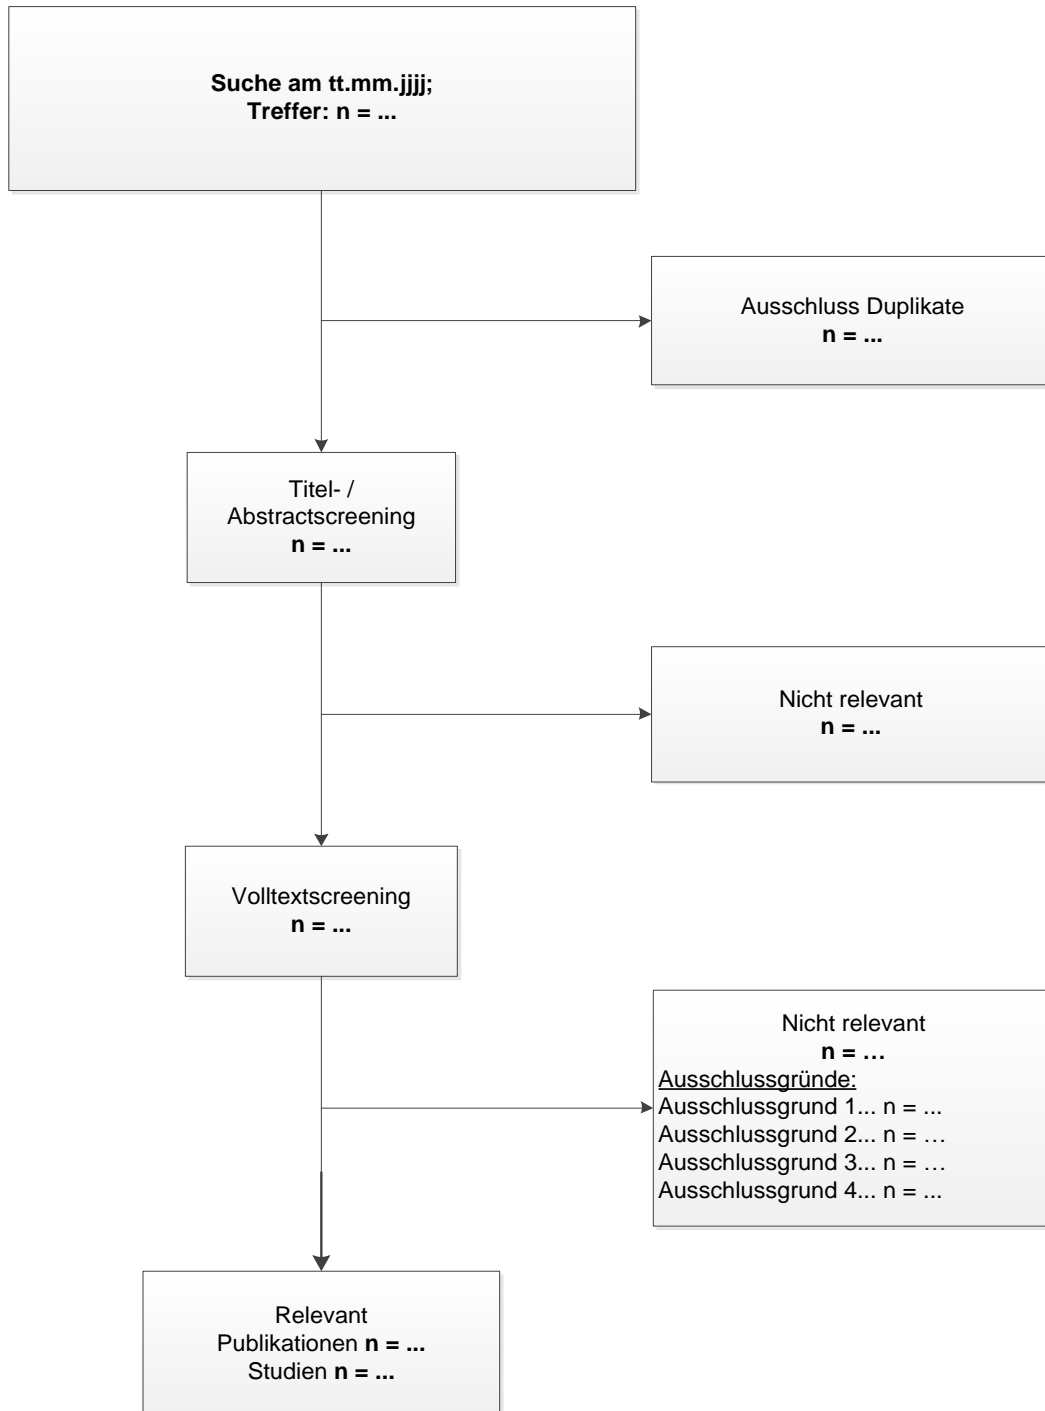 Suche am tt.mm.jjjj;
Treffer: n = ...
Ausschluss Duplikate
n = ...
Titel- /
Abstractscreening
n = ...
Nicht relevant
n = ...
Volltextscreening
n = ...
Nicht relevant
n = …
Ausschlussgründe:
Ausschlussgrund 1... n = ...
Ausschlussgrund 2... n = …
Ausschlussgrund 3... n = …
Ausschlussgrund 4... n = ...
Relevant
Publikationen n = ...
Studien n = ...